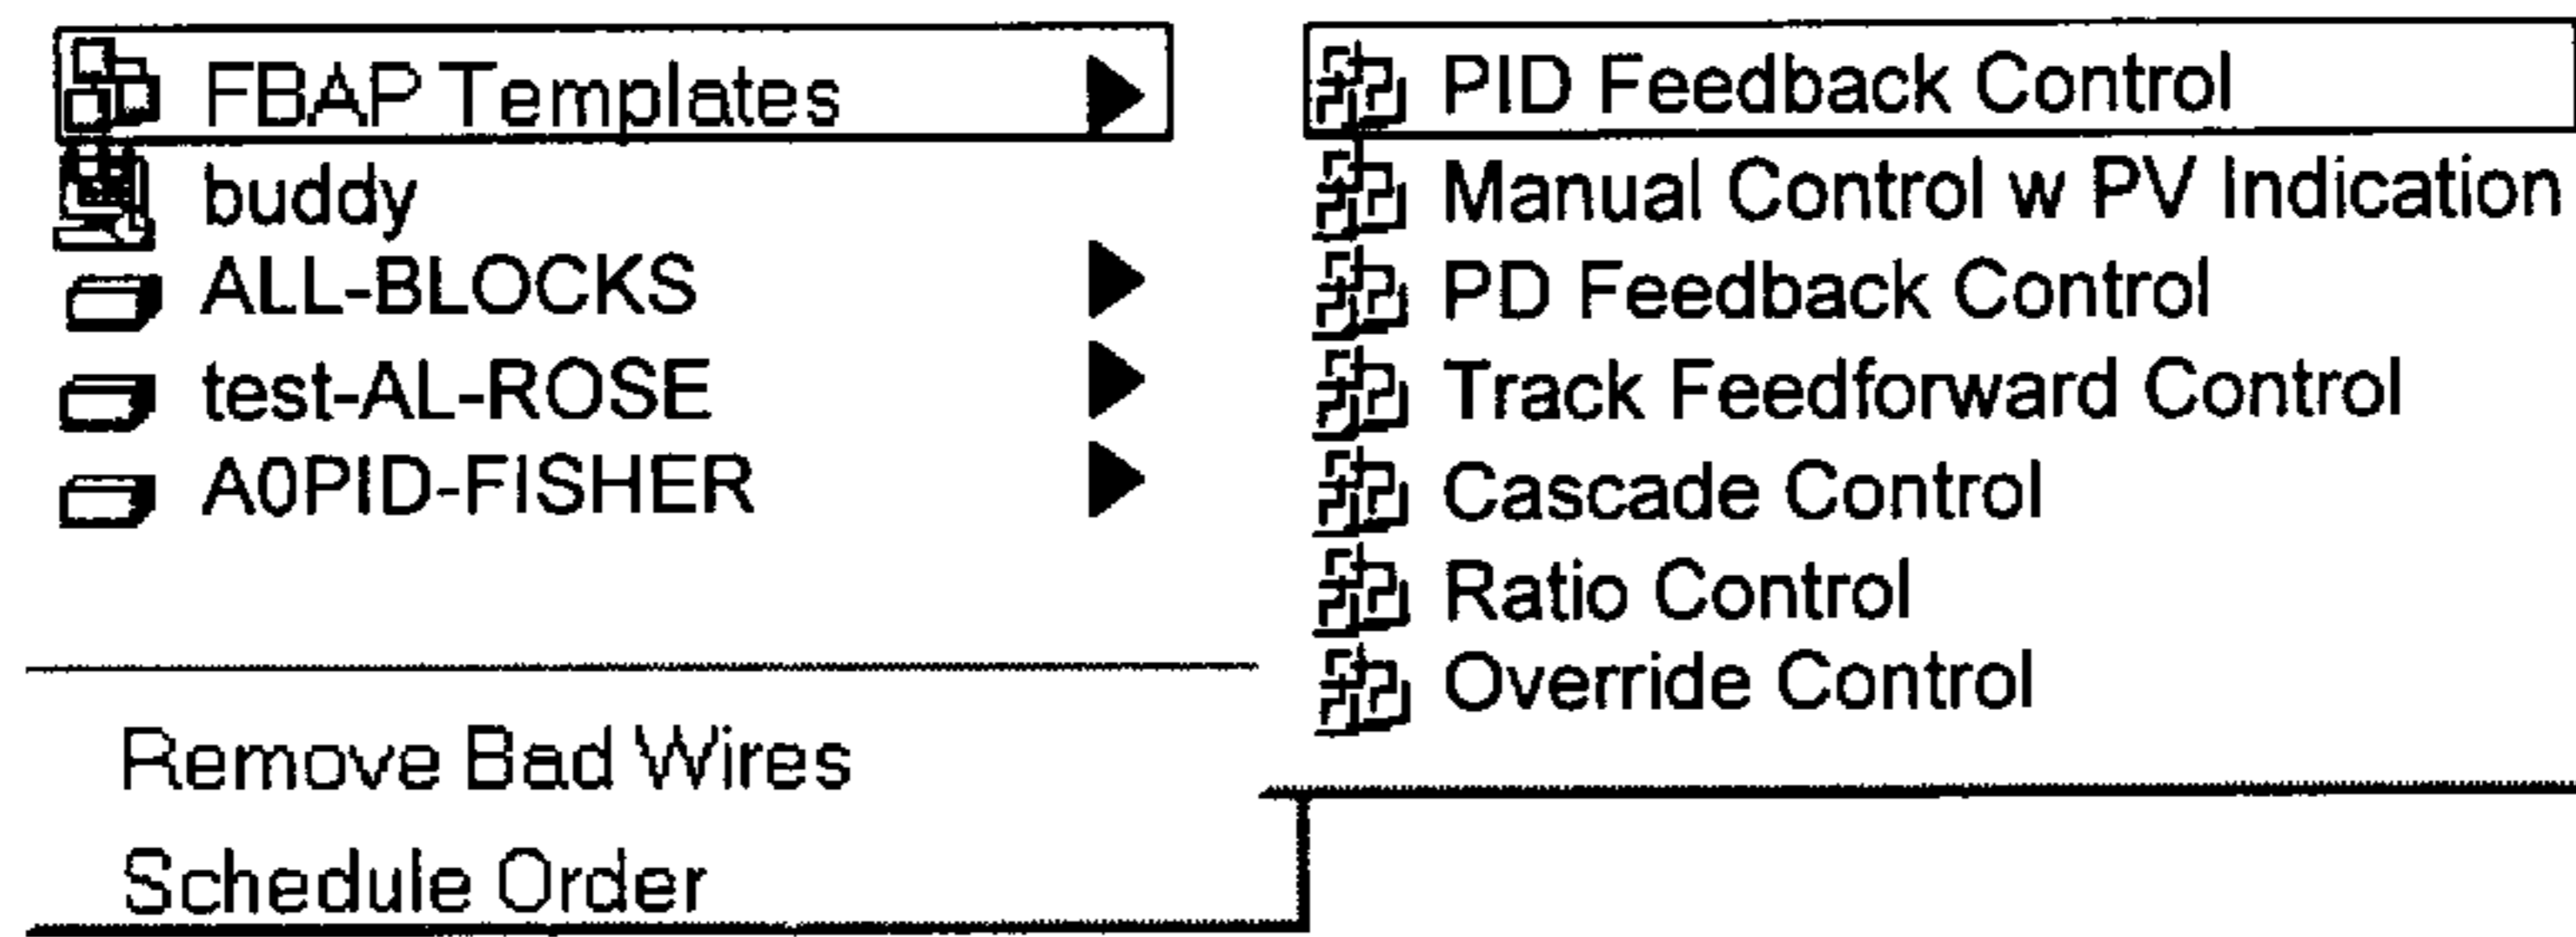 FBAP Templates
buddy
ALL-BLOCKS
test-AL-ROSE
A0PID-FISHER
Remove Bad Wires
Schedule Order
PID Feedback Control
Manual Control w PV Indication
PD Feedback Control
Track Feedforward Control
Cascade Control
Ratio Control
Override Control